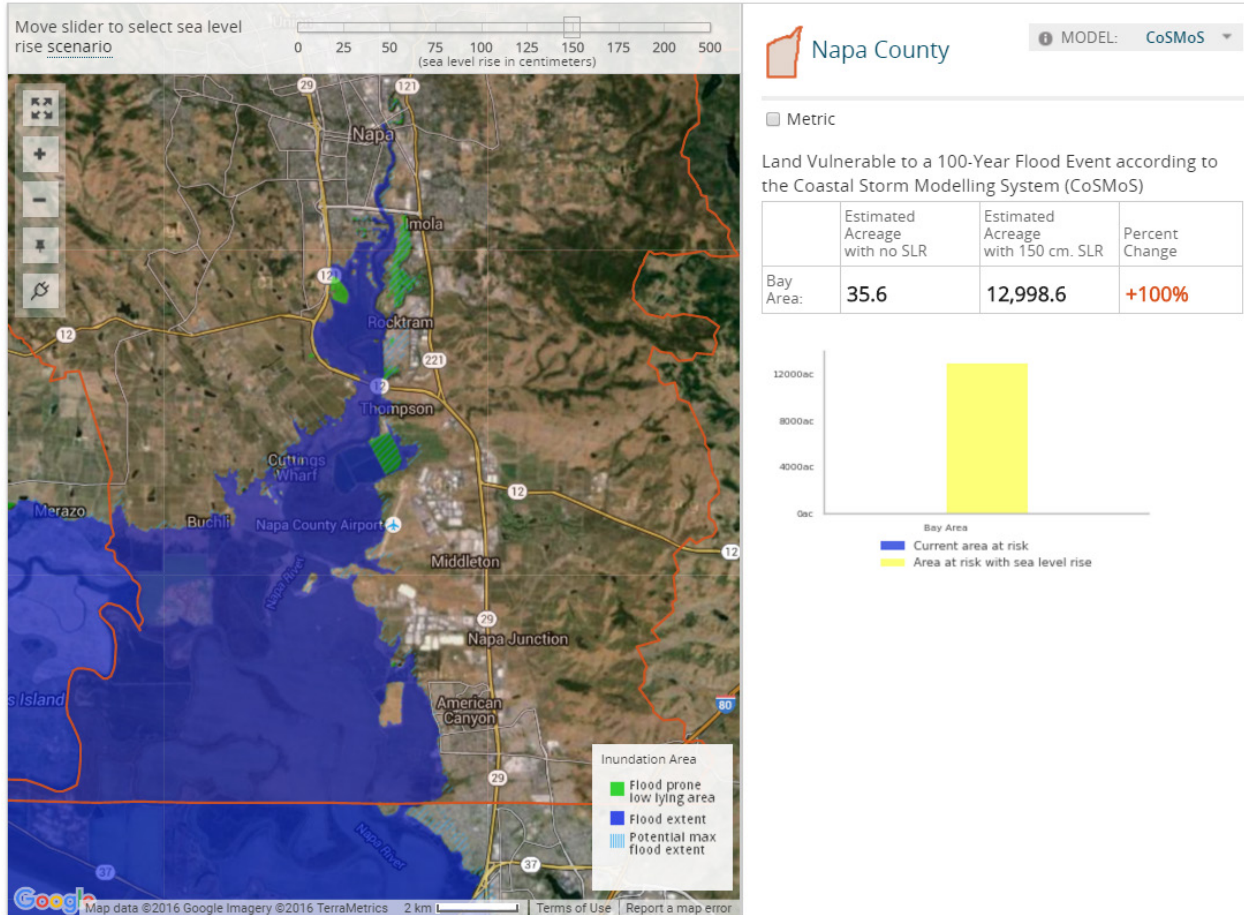 Move slider to select sea level
rise scenario
0 25 50 75 100 125 150 175 200 500
(sea level rise in centimeters)
29
121
Napa
Imola
121
Rocktram
12
221
12
Thompson
Cuttings
Wharf
12
Merazo
Buchli
Napa County Airport
12
Middleton
Napa River
29
Napa Junction
s Island
American
Canyon
80
29
Napa River
37
37
Inundation Area
Flood prone
low lying area
Flood extent
Potential max
flood extent
Google
Map data ©2016 Google Imagery ©2016 TerraMetrics 2 km Terms of Use Report a map error
Napa County
MODEL: CoSMoS
Metric
Land Vulnerable to a 100-Year Flood Event according to
the Coastal Storm Modelling System (CoSMoS)
Estimated
Acreage
with no SLR
Estimated
Acreage
with 150 cm. SLR
Percent
Change
Bay
Area:
35.6 12,998.6 +100%
12000ac
8000ac
4000ac
0ac
Bay Area
Current area at risk
Area at risk with sea level rise